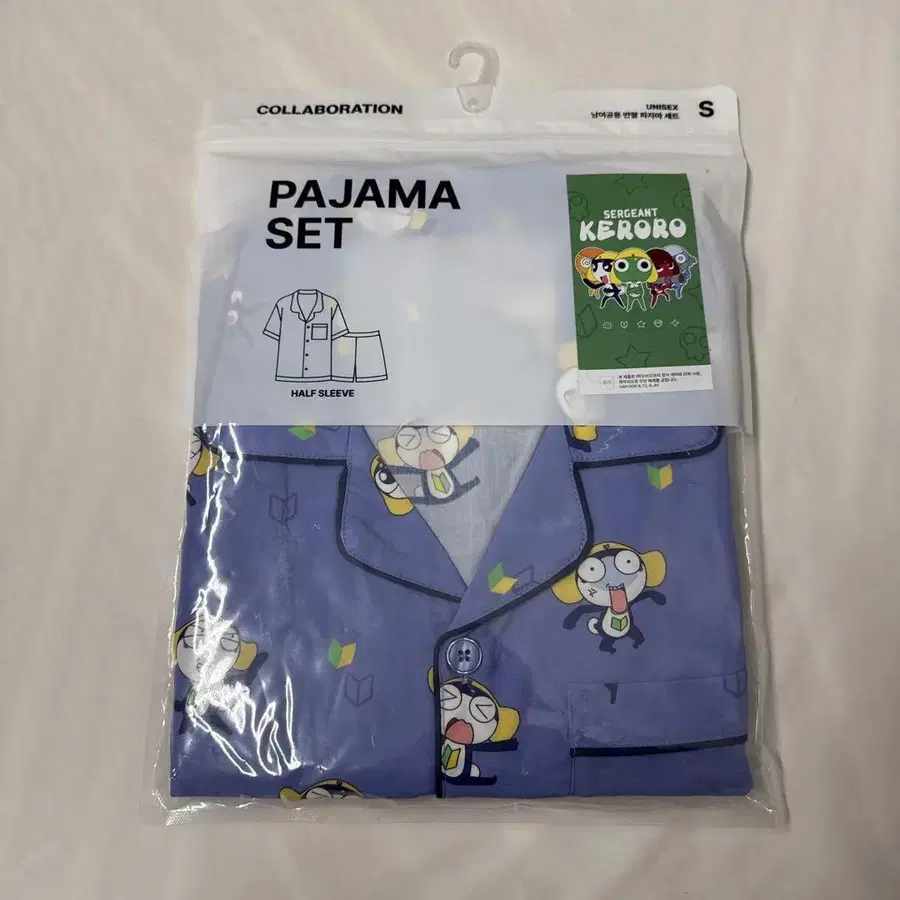 COLLABORATION
UNISEX
남여공용 반팔 파자마 세트
S
PAJAMA
SET
SERGEANT
KERORO
HALF SLEEVE